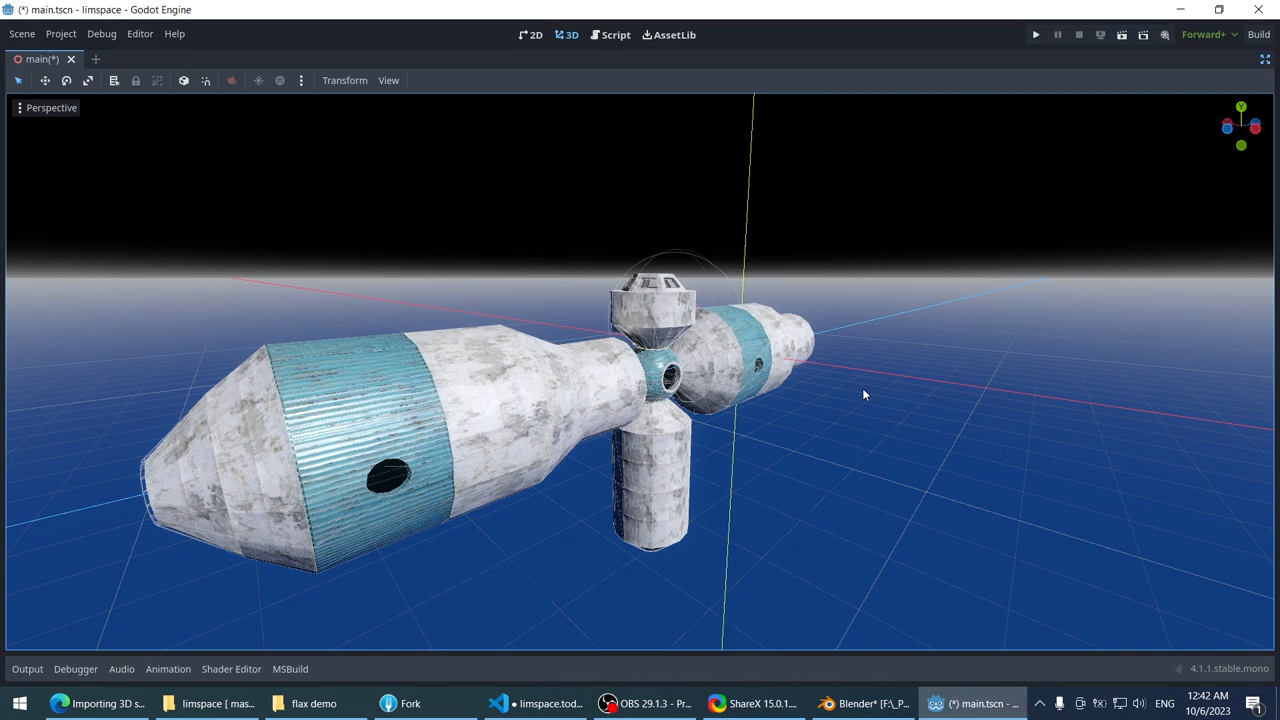 (*) main.tscn - limspace - Godot Engine
Scene Project Debug Editor Help
2D 3D Script AssetLib
Forward+ Build
main(*)
Transform View
Perspective
Y
Output Debugger Audio Animation Shader Editor MSBuild
4.1.1.stable.mono
Importing 3D s...
limspace [ mas...
flax demo
Fork
• limspace.tod...
OBS 29.1.3 - Pr...
ShareX 15.0.1....
Blender* [F:\_P...
(*) main.tscn - ...
ENG
12:42 AM
10/6/2023
1